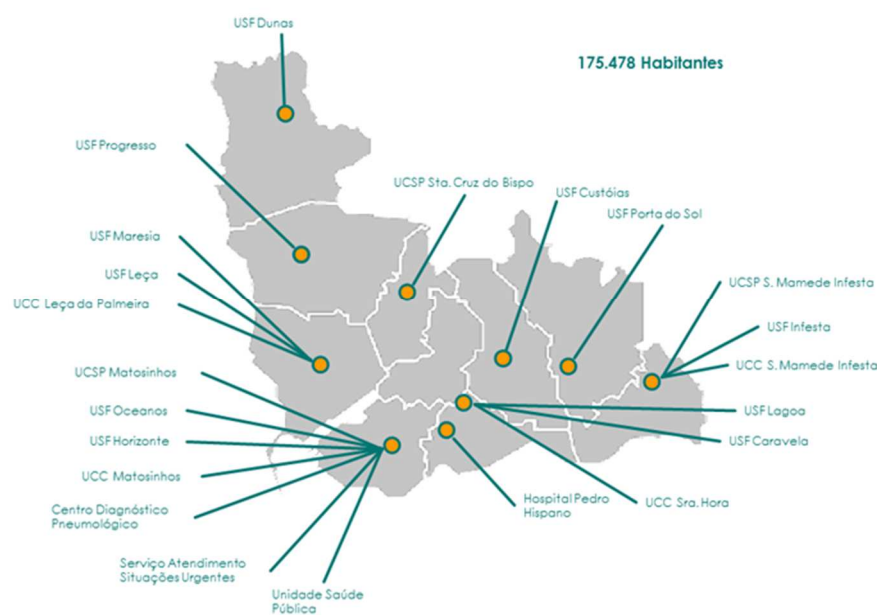 USF Dunas
175.478 Habitantes
USF Progresso
UCSP Sta. Cruz do Bispo
USF Custóias
USF Porta do Sol
USF Maresia
USF Leça
UCC Leça da Palmeira
UCSP S. Mamede Infesta
USF Infesta
UCC S. Mamede Infesta
UCSP Matosinhos
USF Oceanos
USF Horizonte
UCC Matosinhos
Centro Diagnóstico
Pneumológico
Serviço Atendimento
Situações Urgentes
Unidade Saúde
Pública
Hospital Pedro
Hispano
UCC Sra. Hora
USF Lagoa
USF Caravela